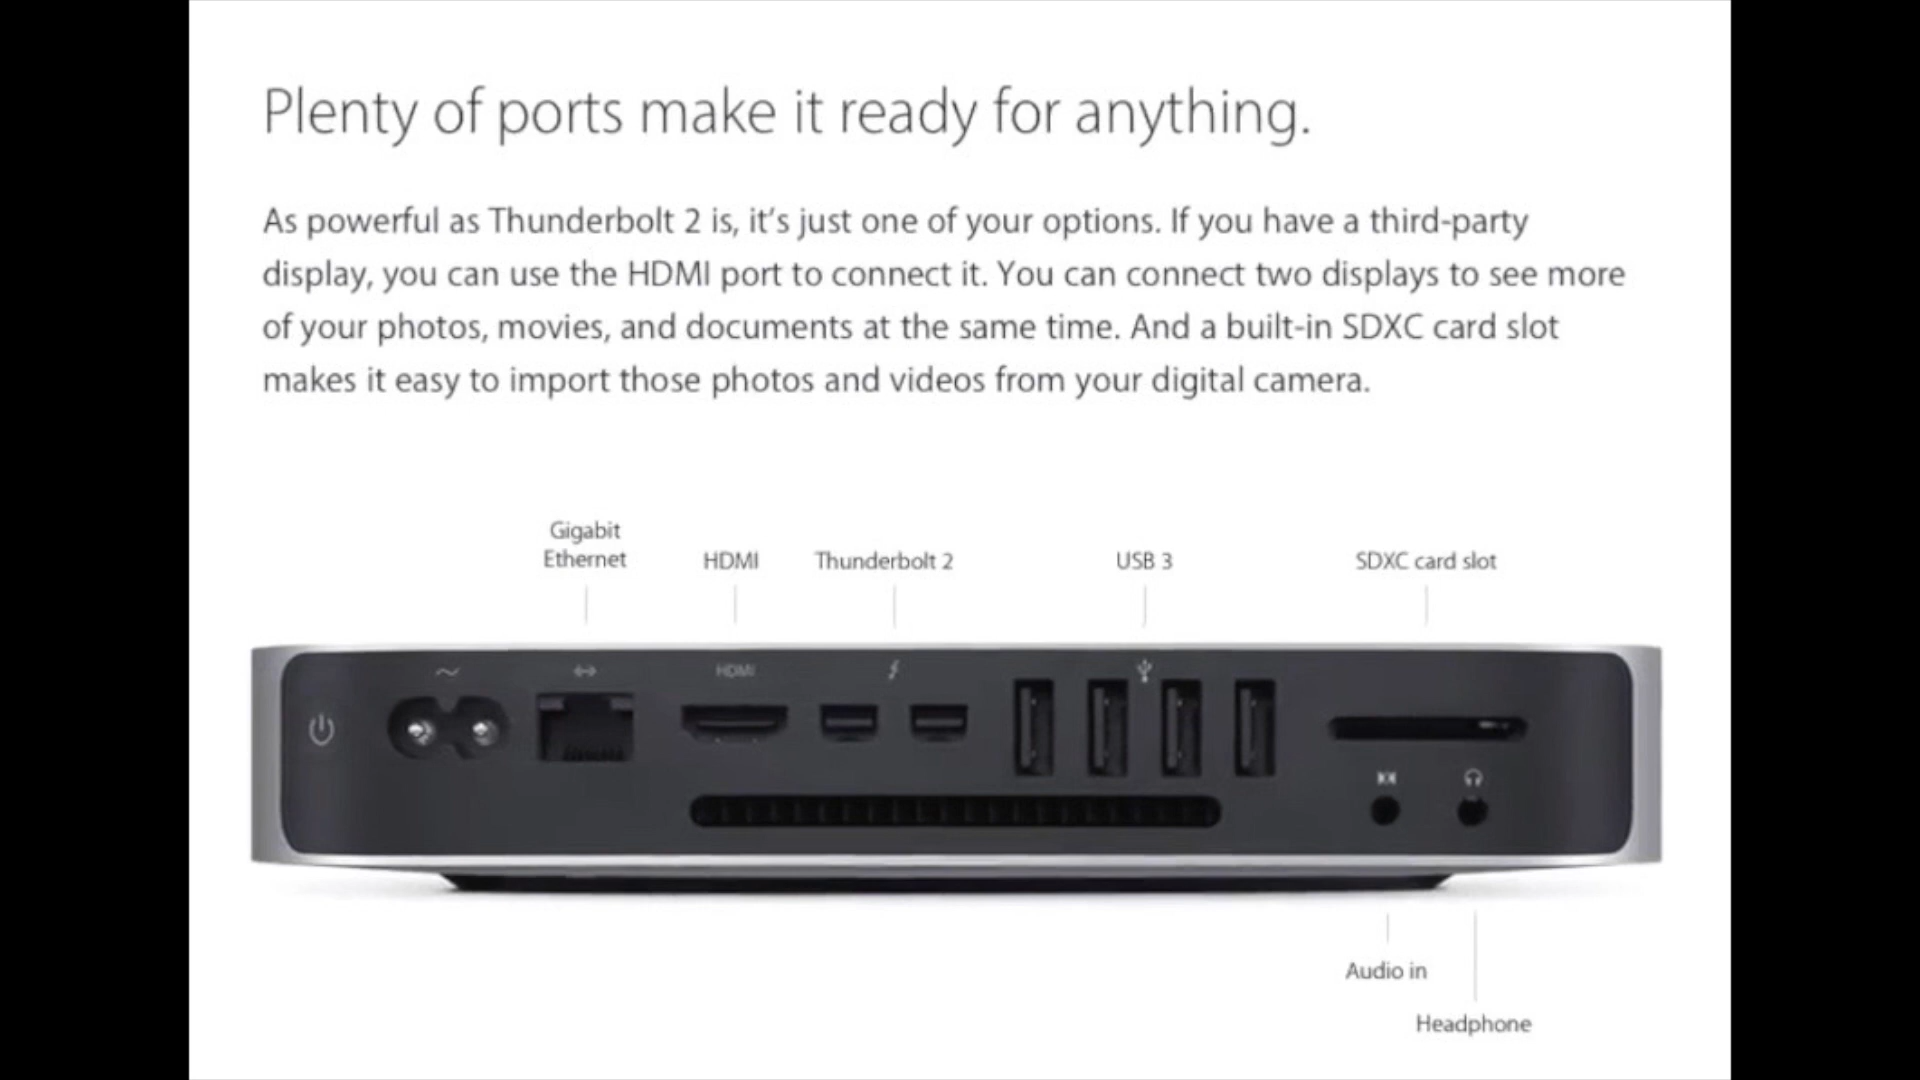 Plenty of ports make it ready for anything.
As powerful as Thunderbolt 2 is, it’s just one of your options. If you have a third-party
display, you can use the HDMI port to connect it. You can connect two displays to see more
of your photos, movies, and documents at the same time. And a built-in SDXC card slot
makes it easy to import those photos and videos from your digital camera.
Gigabit
Ethernet
HDMI
Thunderbolt 2
USB 3
SDXC card slot
HDMI
Audio in
Headphone